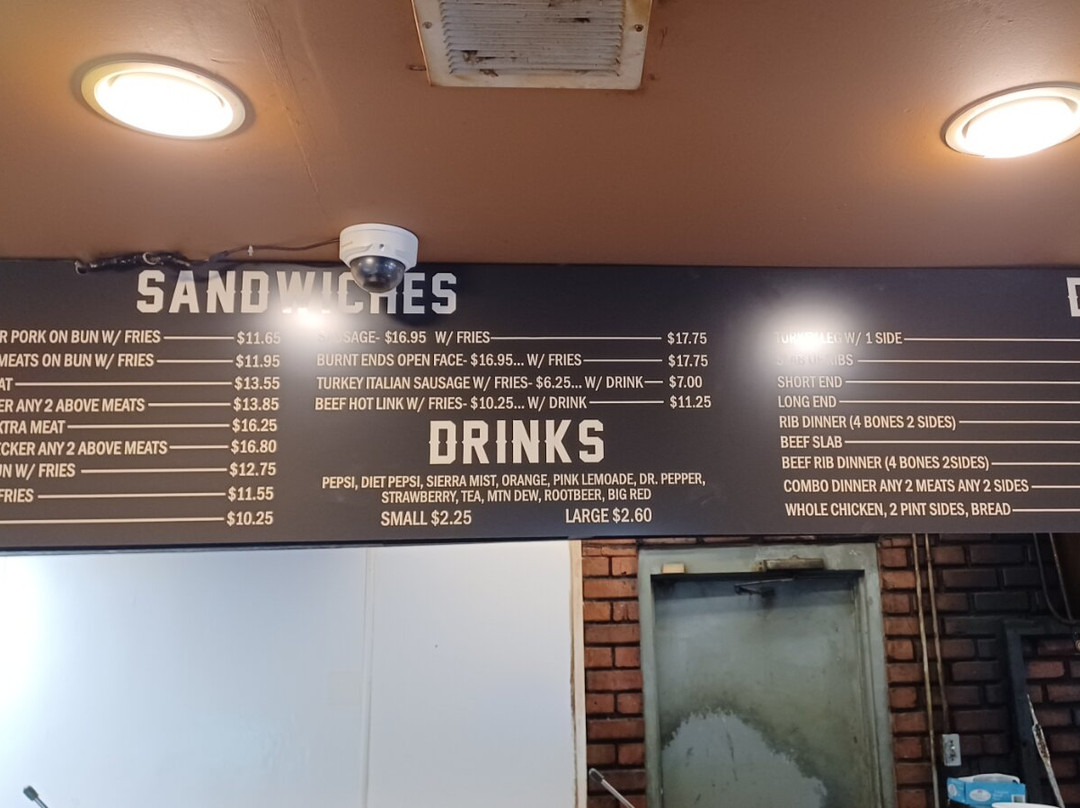 SANDWICHES
R PORK ON BUN W/ FRIES $11.65
MEATS ON BUN W/ FRIES $11.95
AT $13.55
ER ANY 2 ABOVE MEATS $13.85
XTRA MEAT $16.25
CKER ANY 2 ABOVE MEATS $16.80
UN W/ FRIES $12.75
FRIES $11.55
$10.25
SAUSAGE- $16.95 W/ FRIES $17.75
BURNT ENDS OPEN FACE- $16.95... W/ FRIES $17.75
TURKEY ITALIAN SAUSAGE W/ FRIES- $6.25... W/ DRINK $7.00
BEEF HOT LINK W/ FRIES- $10.25... W/ DRINK $11.25
DRINKS
PEPSI, DIET PEPSI, SIERRA MIST, ORANGE, PINK LEMOADE, DR. PEPPER,
STRAWBERRY, TEA, MTN DEW, ROOTBEER, BIG RED
SMALL $2.25 LARGE $2.60
TURKEY LEG W/ 1 SIDE
RIBS
SHORT END
LONG END
RIB DINNER (4 BONES 2 SIDES)
BEEF SLAB
BEEF RIB DINNER (4 BONES 2SIDES)
COMBO DINNER ANY 2 MEATS ANY 2 SIDES
WHOLE CHICKEN, 2 PINT SIDES, BREAD